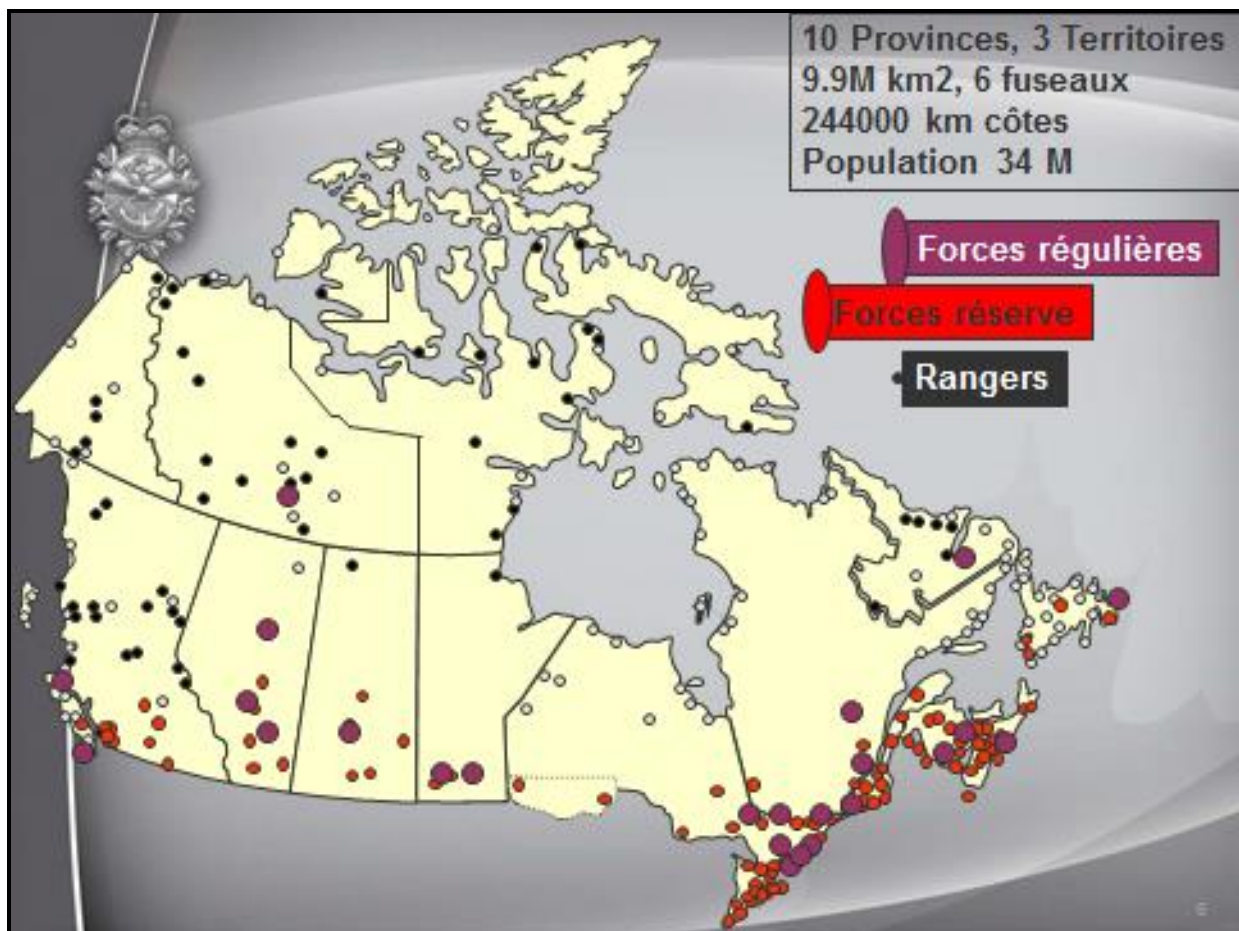 10 Provinces, 3 Territoires
9.9M km2, 6 fuseaux
244000 km côtes
Population 34 M
Forces régulières
Forces réserve
Rangers